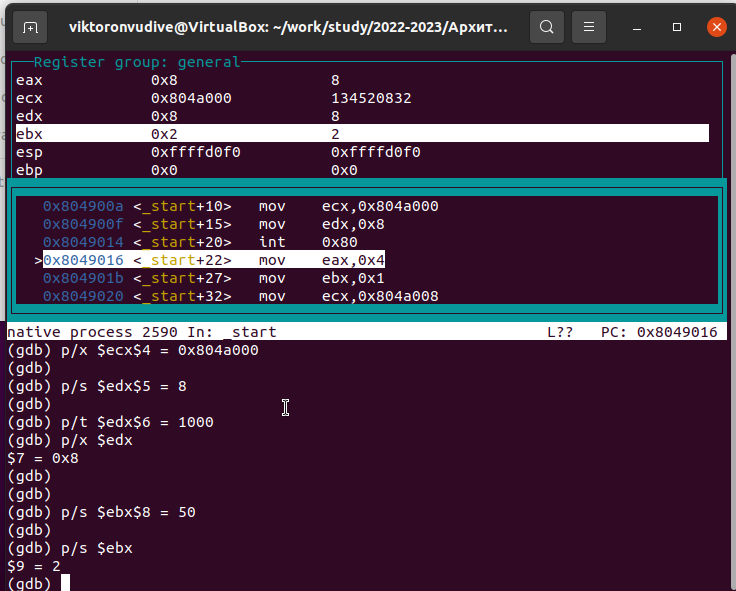 viktoronvudive@VirtualBox: ~/work/study/2022-2023/Архит...
Register group: general
eax 0x8 8
ecx 0x804a000 134520832
edx 0x8 8
ebx 0x2 2
esp 0xffffd0f0 0xffffd0f0
ebp 0x0 0x0
0x804900a <_start+10> mov ecx,0x804a000
0x804900f <_start+15> mov edx,0x8
0x8049014 <_start+20> int 0x80
>0x8049016 <_start+22> mov eax,0x4
0x804901b <_start+27> mov ebx,0x1
0x8049020 <_start+32> mov ecx,0x804a008
native process 2590 In: _start L?? PC: 0x8049016
(gdb) p/x $ecx$4 = 0x804a000
(gdb)
(gdb) p/s $edx$5 = 8
(gdb)
(gdb) p/t $edx$6 = 1000
(gdb) p/x $edx
$7 = 0x8
(gdb)
(gdb)
(gdb) p/s $ebx$8 = 50
(gdb)
(gdb) p/s $ebx
$9 = 2
(gdb)